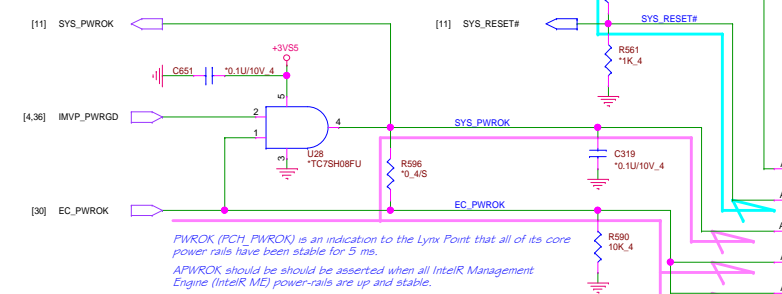 [11] SYS_PWROK
[11] SYS_RESET#
SYS_RESET#
+3VS5
R561
*1K_4
C651
*0.1U/10V_4
5
[4,36] IMVP_PWRGD
2
1
4
SYS_PWROK
3
U28
*TC7SH08FU
R596
*0_4/S
C319
*0.1U/10V_4
[30] EC_PWROK
EC_PWROK
PWROK (PCH_PWROK) is an indication to the Lynx Point that all of its core
power rails have been stable for 5 ms.
R590
10K_4
APWROK should be should be asserted when all IntelR Management
Engine (IntelR ME) power-rails are up and stable.